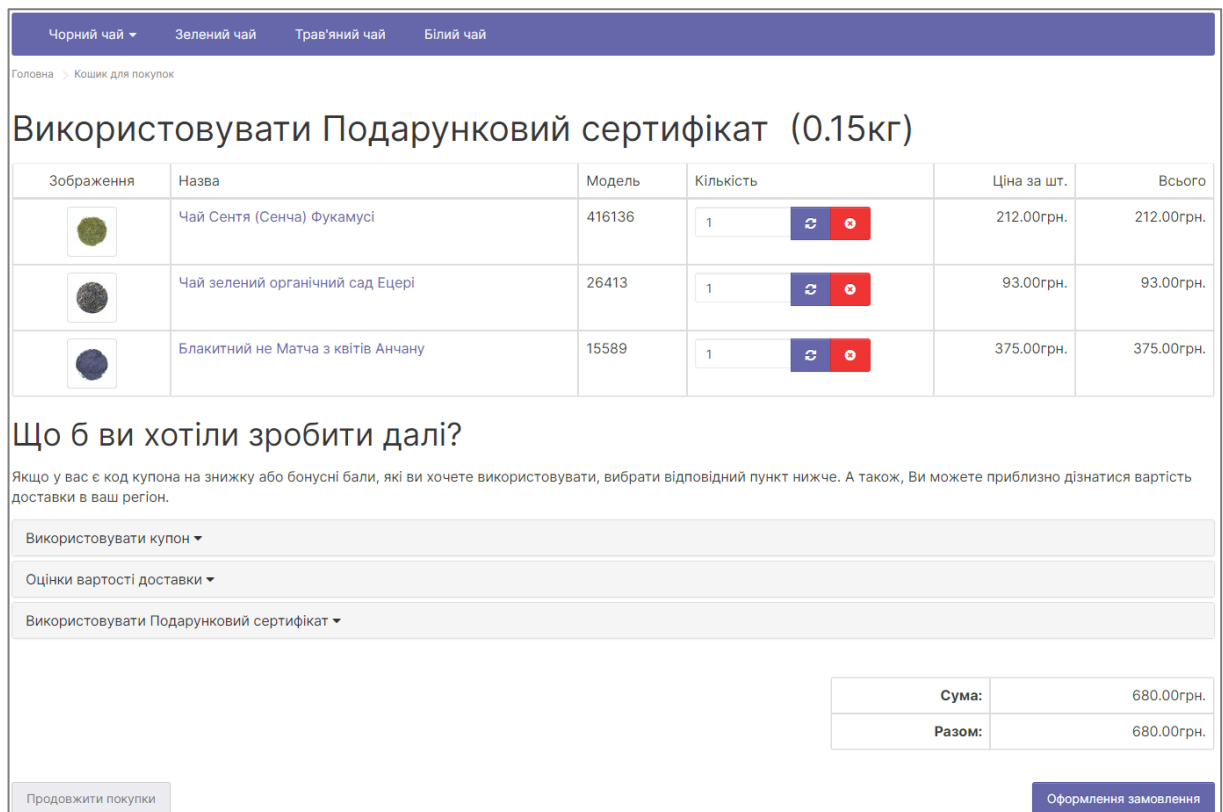 Чорний чай Зелений чай Трав'яний чай Білий чай
Головна > Кошик для покупок
Використовувати Подарунковий сертифікат (0.15кг)
Зображення Назва Модель Кількість Ціна за шт. Всього
Чай Сентя (Сенча) Фукамусі 416136 1 212.00грн. 212.00грн.
Чай зелений органічний сад Ецері 26413 1 93.00грн. 93.00грн.
Блакитний не Матча з квітів Анчану 15589 1 375.00грн. 375.00грн.
Що б ви хотіли зробити далі?
Якщо у вас є код купона на знижку або бонусні бали, які ви хочете використовувати, вибрати відповідний пункт нижче. А також, Ви можете приблизно дізнатися вартість
доставки в ваш регіон.
Використовувати купон
Оцінки вартості доставки
Використовувати Подарунковий сертифікат
Сума: 680.00грн.
Разом: 680.00грн.
Продовжити покупки Оформлення замовлення